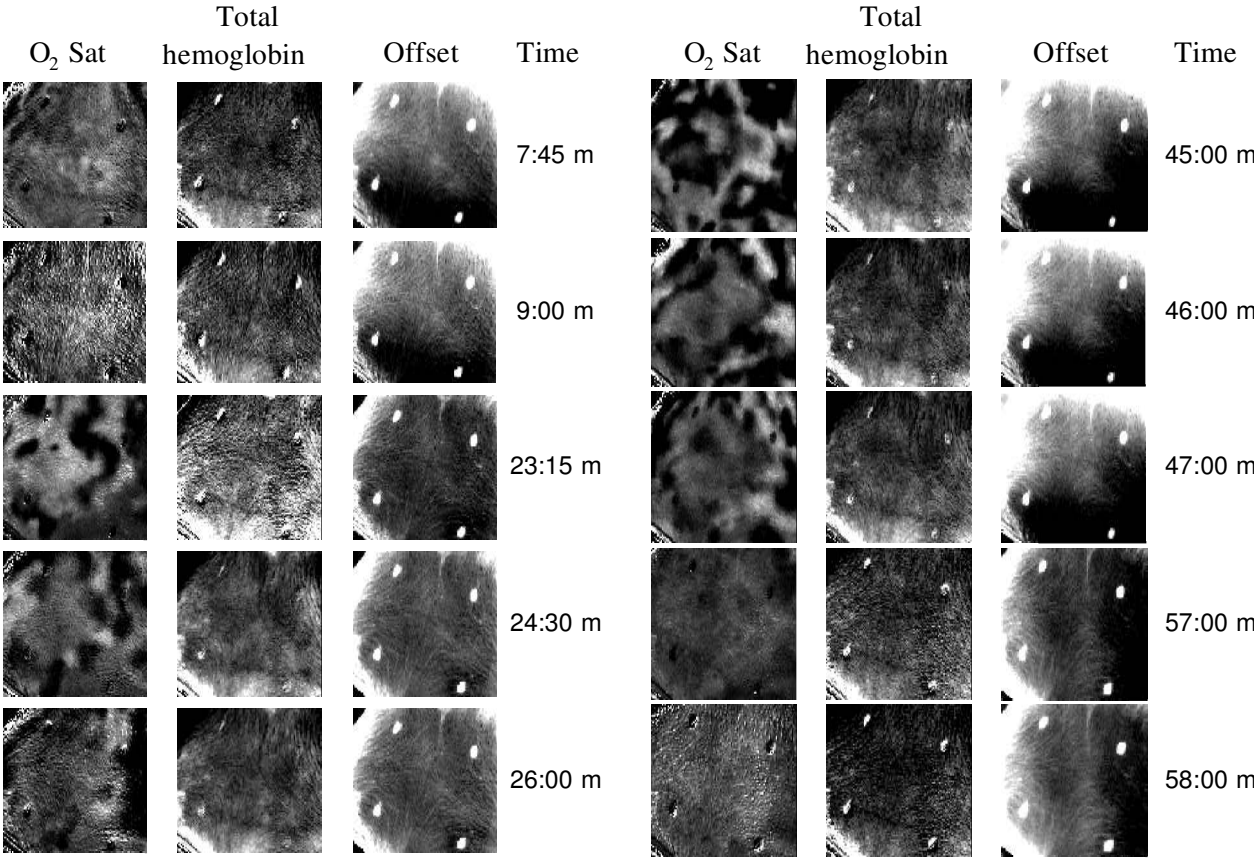 Total
O2 Sat hemoglobin Offset Time
7:45 m
9:00 m
23:15 m
24:30 m
26:00 m
Total
O2 Sat hemoglobin Offset Time
45:00 m
46:00 m
47:00 m
57:00 m
58:00 m